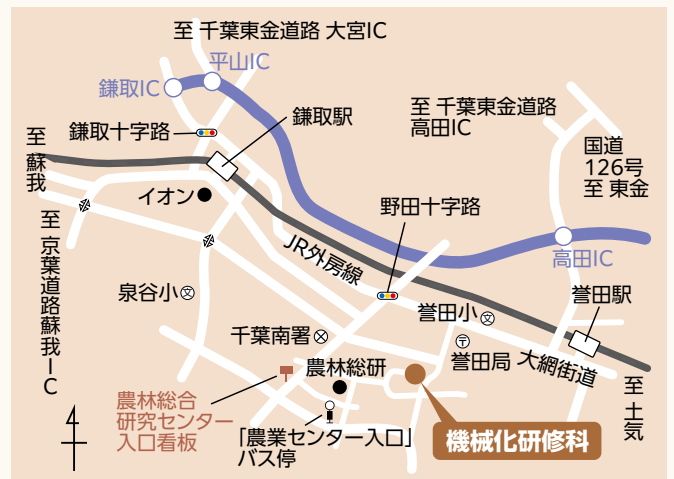 至 千葉東金道路 大宮IC
平山IC
鎌取IC
鎌取駅
鎌取十字路
至 千葉東金道路
高田IC
国道
126号
至 東金
至 蘇我
イオン
野田十字路
至 京葉道路蘇我IC
JR外房線
高田IC
泉谷小
文
誉田駅
誉田小
文
千葉南署
〒
誉田局
大網街道
農林総研
至 土気
農林総合
研究センター
入口看板
「農業センター入口」
バス停
機械化研修科